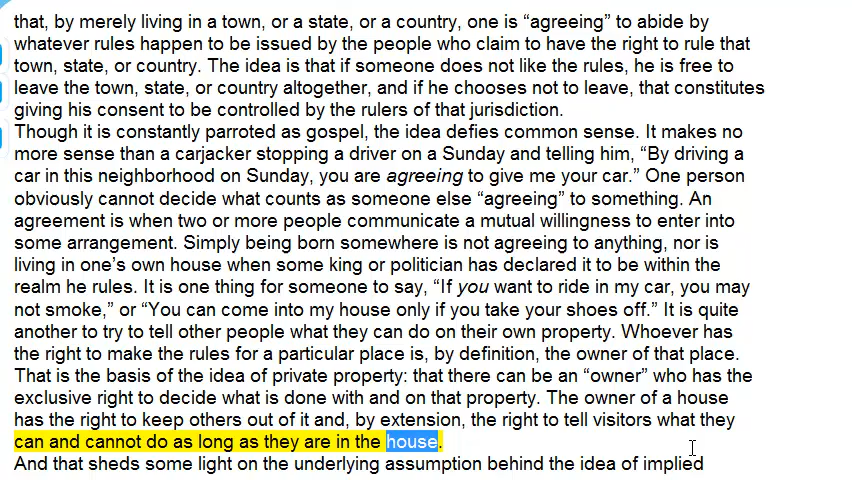 that, by merely living in a town, or a state, or a country, one is “agreeing” to abide by
whatever rules happen to be issued by the people who claim to have the right to rule that
town, state, or country. The idea is that if someone does not like the rules, he is free to
leave the town, state, or country altogether, and if he chooses not to leave, that constitutes
giving his consent to be controlled by the rulers of that jurisdiction.
Though it is constantly parroted as gospel, the idea defies common sense. It makes no
more sense than a carjacker stopping a driver on a Sunday and telling him, “By driving a
car in this neighborhood on Sunday, you are agreeing to give me your car.” One person
obviously cannot decide what counts as someone else “agreeing” to something. An
agreement is when two or more people communicate a mutual willingness to enter into
some arrangement. Simply being born somewhere is not agreeing to anything, nor is
living in one’s own house when some king or politician has declared it to be within the
realm he rules. It is one thing for someone to say, “If you want to ride in my car, you may
not smoke,” or “You can come into my house only if you take your shoes off.” It is quite
another to try to tell other people what they can do on their own property. Whoever has
the right to make the rules for a particular place is, by definition, the owner of that place.
That is the basis of the idea of private property: that there can be an “owner” who has the
exclusive right to decide what is done with and on that property. The owner of a house
has the right to keep others out of it and, by extension, the right to tell visitors what they
can and cannot do as long as they are in the house.
And that sheds some light on the underlying assumption behind the idea of implied